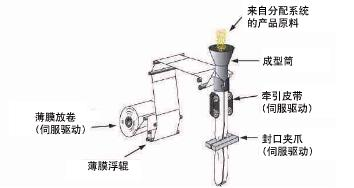 来自分配系统
的产品原料
成型筒
牵引皮带
(伺服驱动)
薄膜放卷
(伺服驱动)
封口夹爪
(伺服驱动)
薄膜浮辊